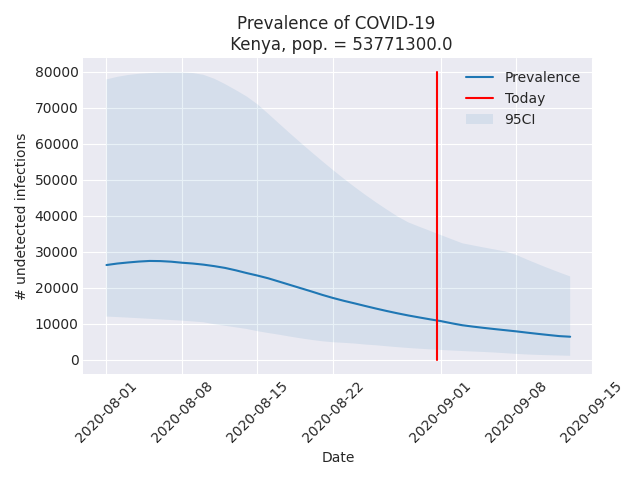 Prevalence of COVID-19
Kenya, pop. = 53771300.0
80000
70000
60000
50000
40000
30000
20000
10000
0
# undetected infections
Prevalence
Today
95CI
2020-08-01
2020-08-08
2020-08-15
2020-08-22
2020-09-01
2020-09-08
2020-09-15
Date